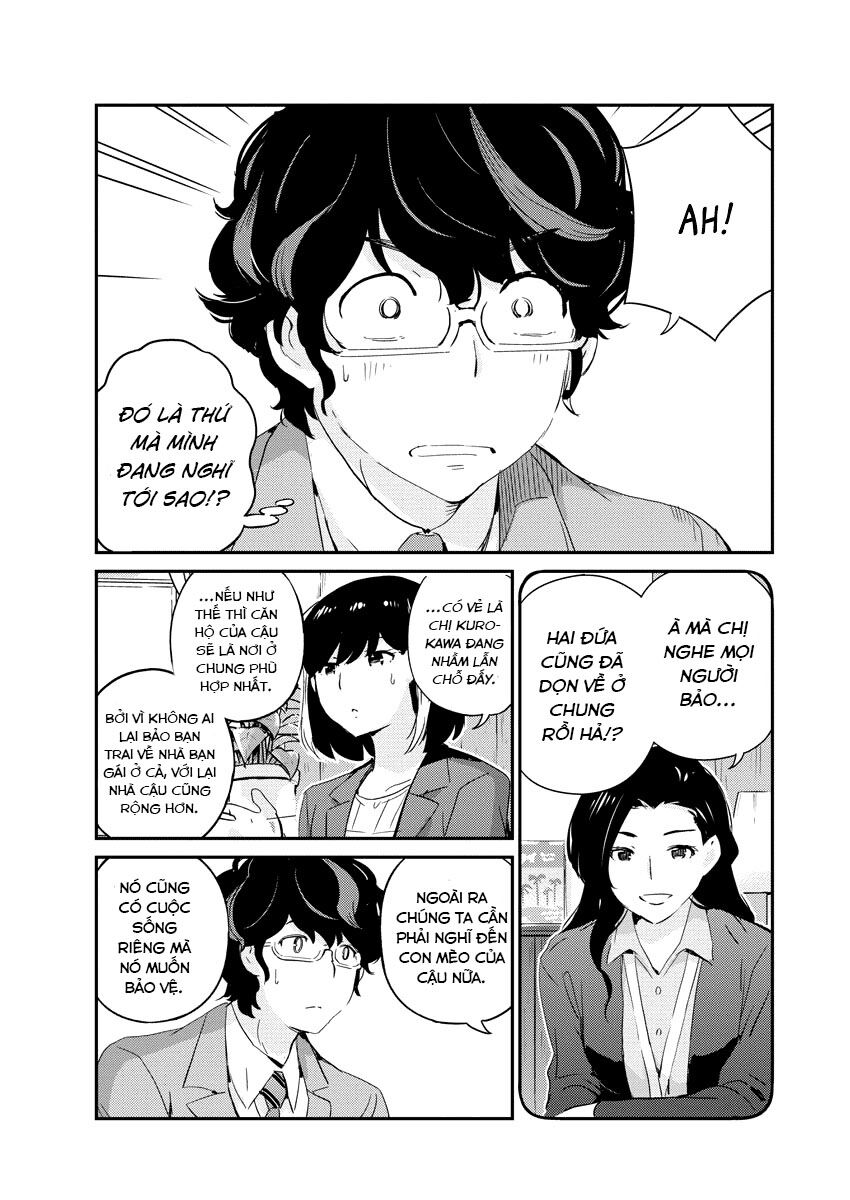 AH!
ĐÓ LÀ THỨ
MÀ MÌNH
ĐANG NGHĨ
TỚI SAO!?
À MÀ CHỊ
NGHE MỌI
NGƯỜI
BẢO...
HAI ĐỨA
CŨNG ĐÃ
DỌN VỀ Ở
CHUNG
RỒI HẢ!?
...CÓ VẺ LÀ
CHỊ KURO-
KAWA ĐANG
NHẦM LẪN
CHỖ ĐẤY.
...NẾU NHƯ
THẾ THÌ CĂN
HỘ CỦA CẬU
SẼ LÀ NƠI Ở
CHUNG PHÙ
HỢP NHẤT.
BỞI VÌ KHÔNG AI
LẠI BẢO BẠN
TRAI VỀ NHÃ BẠN
GÁI Ở CẢ, VỚI LẠI
NHÃ CẬU CŨNG
RỘNG HƠN.
NGOÀI RA
CHÚNG TA CẦN
PHẢI NGHĨ ĐẾN
CON MÈO CỦA
CẬU NỮA.
NÓ CŨNG
CÓ CUỘC
SỐNG
RIÊNG MÀ
NÓ MUỐN
BẢO VỆ.